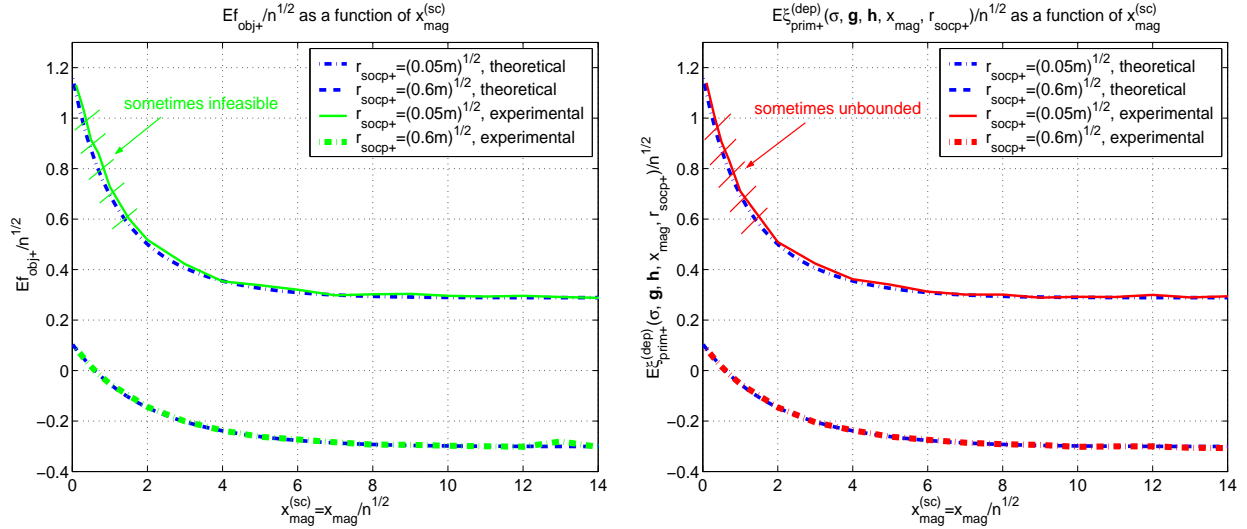 Ef_obj+/n^1/2 as a function of x_mag^(sc)
Ef_obj+/n^1/2
1.2
1
0.8
0.6
0.4
0.2
0
−0.2
−0.4
sometimes infeasible
r_socp+=(0.05m)^1/2, theoretical
r_socp+=(0.6m)^1/2, theoretical
r_socp+=(0.05m)^1/2, experimental
r_socp+=(0.6m)^1/2, experimental
0 2 4 6 8 10 12 14
x_mag^(sc)=x_mag/n^1/2
Eξ_prim+^(dep)(σ, g, h, x_mag, r_socp+)/n^1/2 as a function of x_mag^(sc)
Eξ_prim+^(dep)(σ, g, h, x_mag, r_socp+)/n^1/2
1.2
1
0.8
0.6
0.4
0.2
0
−0.2
−0.4
sometimes unbounded
r_socp+=(0.05m)^1/2, theoretical
r_socp+=(0.6m)^1/2, theoretical
r_socp+=(0.05m)^1/2, experimental
r_socp+=(0.6m)^1/2, experimental
0 2 4 6 8 10 12 14
x_mag^(sc)=x_mag/n^1/2